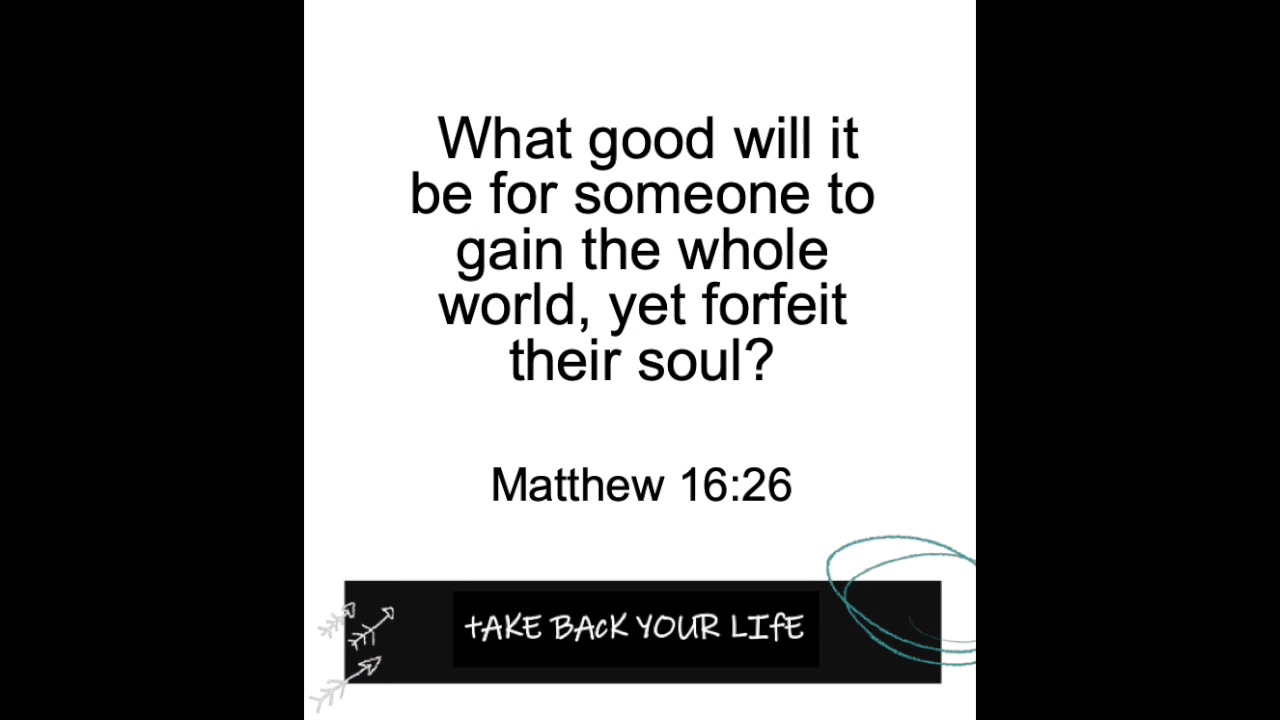 What good will it
be for someone to
gain the whole
world, yet forfeit
their soul?
Matthew 16:26
tAKE BAcK YOUR LIfE